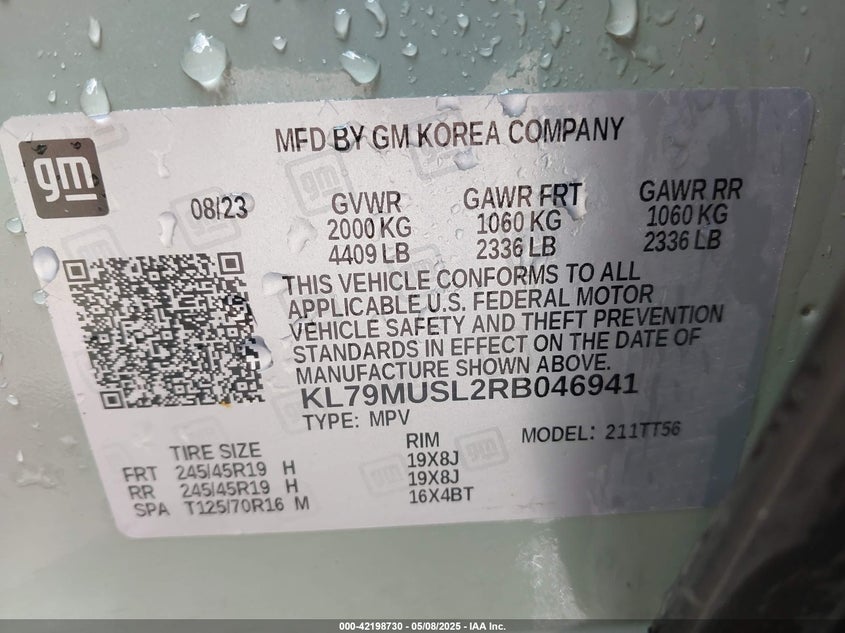 MFD BY GM KOREA COMPANY
gm
08/23
GVWR
2000 KG
4409 LB
GAWR FRT
1060 KG
2336 LB
GAWR RR
1060 KG
2336 LB
THIS VEHICLE CONFORMS TO ALL
APPLICABLE U.S. FEDERAL MOTOR
VEHICLE SAFETY AND THEFT PREVENTION
STANDARDS IN EFFECT ON THE DATE OF
MANUFACTURE SHOWN ABOVE.
KL79MUSL2RB046941
TYPE: MPV
MODEL: 211TT56
TIRE SIZE
RIM
FRT 245/45R19 H 19X8J
RR 245/45R19 H 19X8J
SPA T125/70R16 M 16X4BT
000-42198730 - 05/08/2025 - IAA Inc.